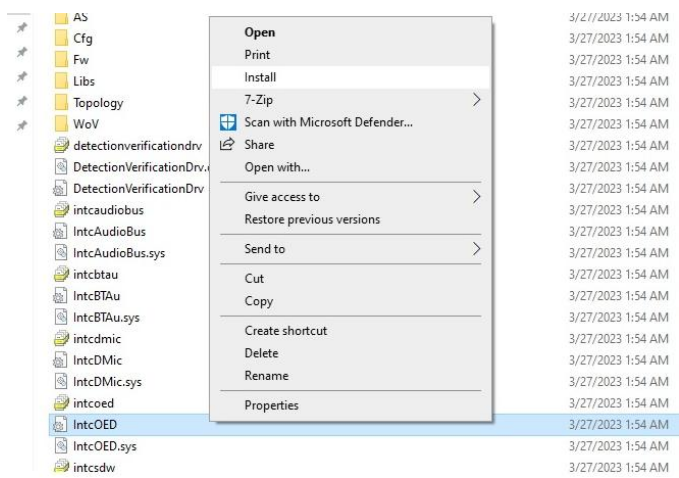 AS 3/27/2023 1:54 AM
Cfg 3/27/2023 1:54 AM
Fw 3/27/2023 1:54 AM
Libs 3/27/2023 1:54 AM
Topology 3/27/2023 1:54 AM
WoV 3/27/2023 1:54 AM
detectionverificationdrv 3/27/2023 1:54 AM
DetectionVerificationDrv. 3/27/2023 1:54 AM
DetectionVerificationDrv 3/27/2023 1:54 AM
intcaudiobus 3/27/2023 1:54 AM
IntcAudioBus 3/27/2023 1:54 AM
IntcAudioBus.sys 3/27/2023 1:54 AM
intcbtau 3/27/2023 1:54 AM
IntcBTAu 3/27/2023 1:54 AM
IntcBTAu.sys 3/27/2023 1:54 AM
intcdmic 3/27/2023 1:54 AM
IntcDMic 3/27/2023 1:54 AM
IntcDMic.sys 3/27/2023 1:54 AM
intcoed 3/27/2023 1:54 AM
IntcOED 3/27/2023 1:54 AM
IntcOED.sys 3/27/2023 1:54 AM
intcsdw 3/27/2023 1:54 AM
Open
Print
Install
7-Zip
Scan with Microsoft Defender...
Share
Open with...
Give access to
Restore previous versions
Send to
Cut
Copy
Create shortcut
Delete
Rename
Properties